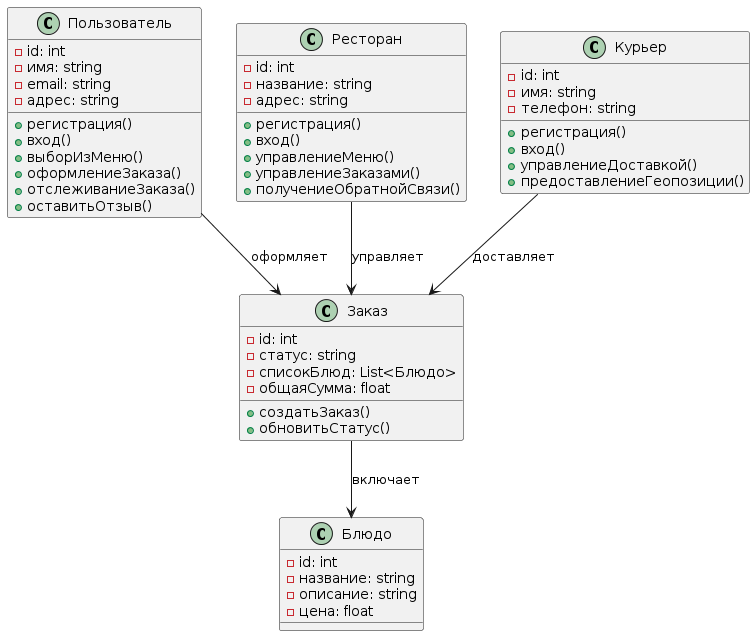 C Пользователь
id: int
имя: string
email: string
адрес: string
регистрация()
вход()
выборИзМеню()
оформлениеЗаказа()
отслеживаниеЗаказа()
оставитьОтзыв()
C Ресторан
id: int
название: string
адрес: string
регистрация()
вход()
управлениеМеню()
управлениеЗаказами()
получениеОбратнойСвязи()
C Курьер
id: int
имя: string
телефон: string
регистрация()
вход()
управлениеДоставкой()
предоставлениеГеопозиции()
оформляет
управляет
доставляет
C Заказ
id: int
статус: string
списокБлюд: List<Блюдо>
общаяСумма: float
создатьЗаказ()
обновитьСтатус()
включает
C Блюдо
id: int
название: string
описание: string
цена: float